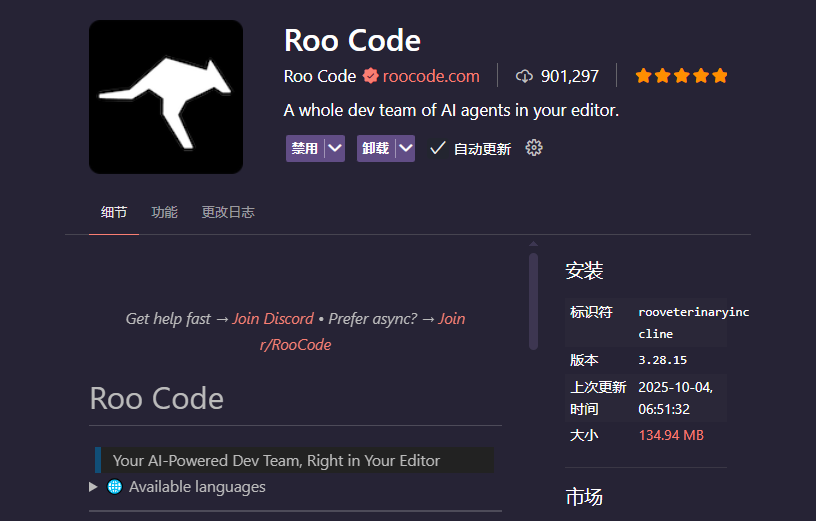 Roo Code
Roo Code roocode.com 901,297
A whole dev team of AI agents in your editor.
禁用 卸载 自动更新
细节 功能 更改日志
Get help fast → Join Discord • Prefer async? → Join
r/RooCode
Roo Code
Your AI-Powered Dev Team, Right in Your Editor
Available languages
安装
标识符 rooveterinaryinc
cline
版本 3.28.15
上次更新 2025-10-04,
时间 06:51:32
大小 134.94 MB
市场